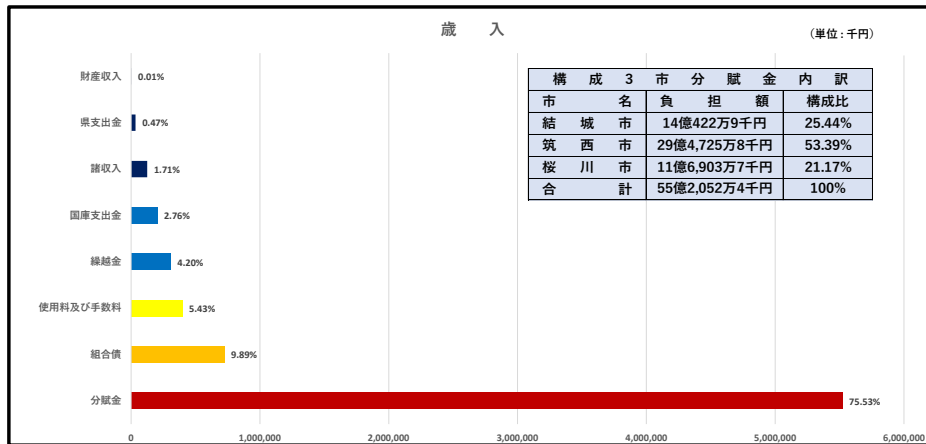 歳 入
（単位：千円）
構成3市分賦金内訳
市名 負担額 構成比
結城市 14億422万9千円 25.44%
筑西市 29億4,725万8千円 53.39%
桜川市 11億6,903万7千円 21.17%
合計 55億2,052万4千円 100%
財産収入 0.01%
県支出金 0.47%
諸収入 1.71%
国庫支出金 2.76%
繰越金 4.20%
使用料及び手数料 5.43%
組合債 9.89%
分賦金 75.53%
0 1,000,000 2,000,000 3,000,000 4,000,000 5,000,000 6,000,000